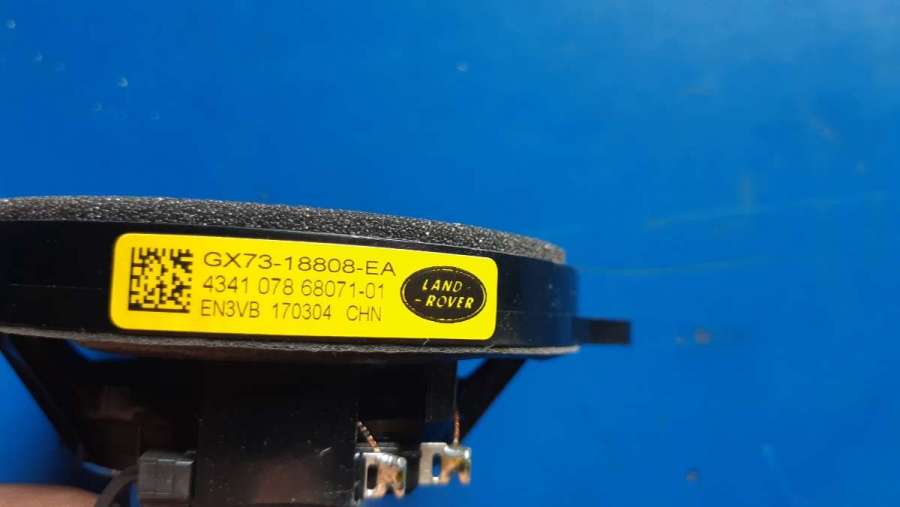 GX73-18808-EA
4341 078 68071-01
EN3VB 170304 CHN
LAND -
- ROVER